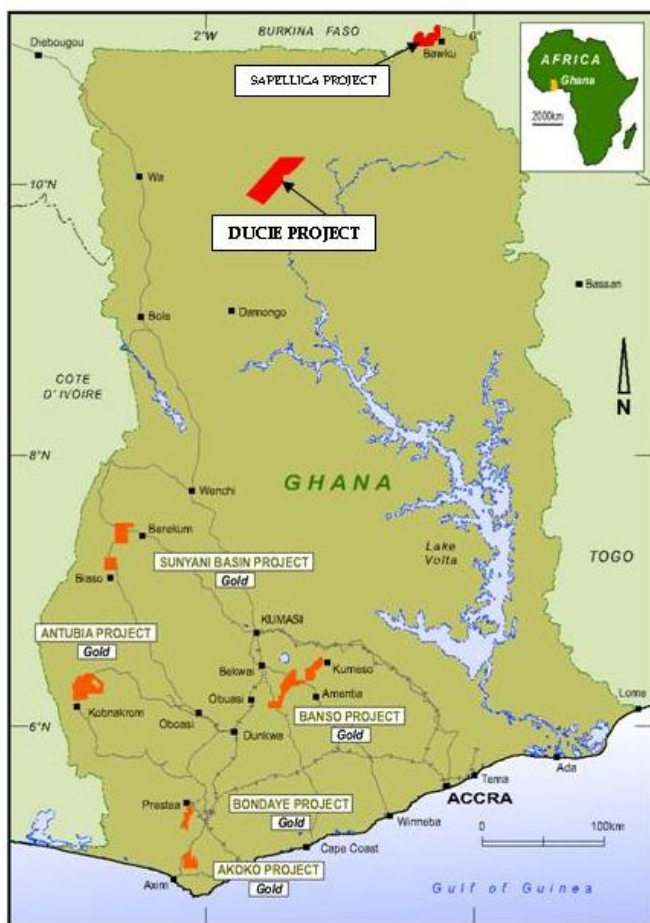 BURKINA FASO
2°W
0°
Diebougou
Bawku
SAPELLIGA PROJECT
AFRICA
Ghana
2000km
Wa
10°N
DUCIE PROJECT
Bassari
Damongo
Bole
COTE
D'IVOIRE
N
8°N
Wenchi
GHANA
Berekum
SUNYANI BASIN PROJECT
Gold
Lake
Volta
TOGO
Biaso
ANTUBIA PROJECT
Gold
KUMASI
Bekwai
Kumeso
Obuasi
Amentia
BANSO PROJECT
Gold
Kobnakrom
Oboasi
Lome
6°N
Dunkwa
Ada
Tema
ACCRA
Prestea
BONDAYE PROJECT
Gold
Winneba
0
100km
Cape Coast
AKOKO PROJECT
Gold
Axim
Gulf of Guinea